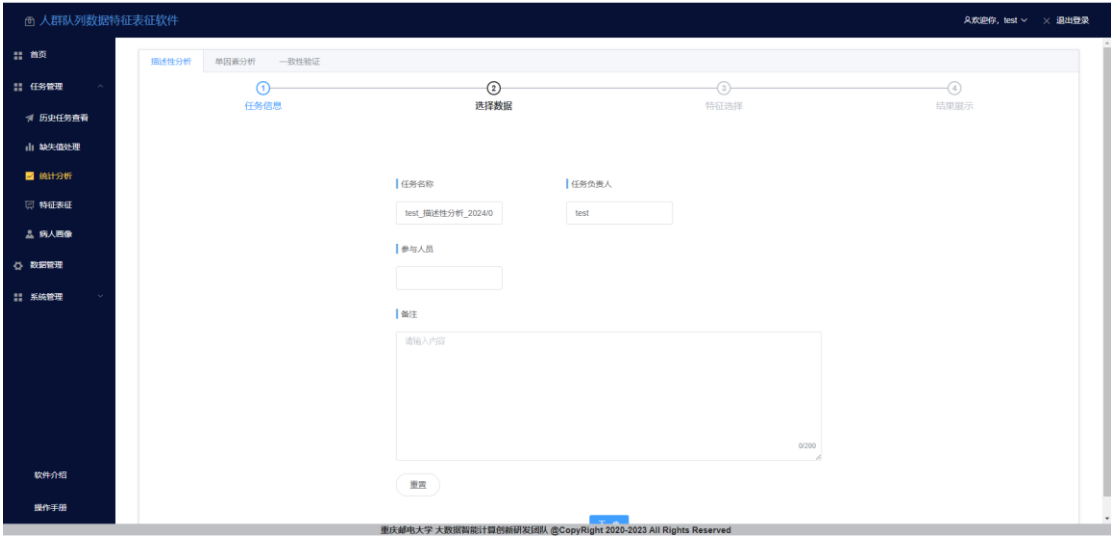 人群队列数据特征表征软件
欢迎你，test
退出登录
首页
任务管理
历史任务查看
缺失值处理
统计分析
特征表征
病人画像
数据管理
系统管理
软件介绍
操作手册
描述性分析 单因素分析 一致性验证
1 2 3 4
任务信息 选择数据 特征选择 结果展示
任务名称 任务负责人
test_描述性分析_2024/0 test
参与人员
备注
请输入内容
0/200
重置
重庆邮电大学 大数据智能计算创新研发团队 @CopyRight 2020-2023 All Rights Reserved